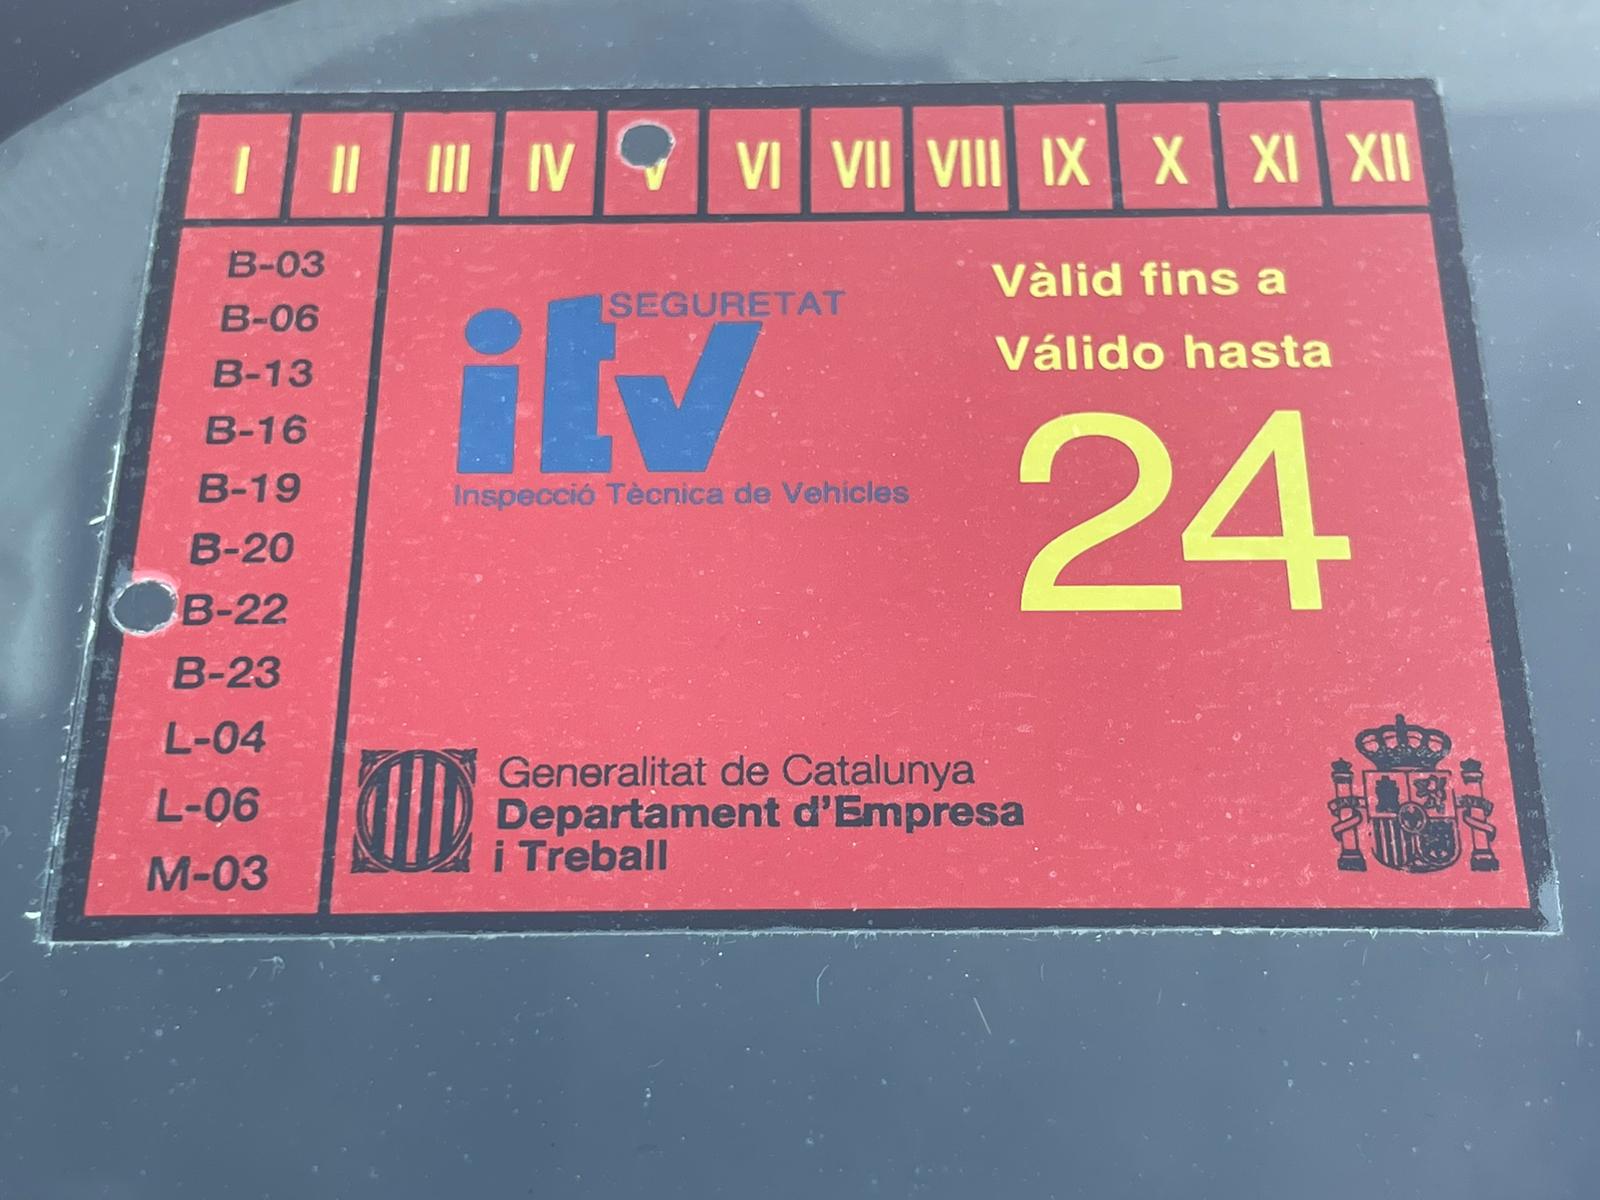 I II III IV V VI VII VIII IX X XI XII
B-03
B-06
B-13
B-16
B-19
B-20
B-22
B-23
L-04
L-06
M-03
SEGURETAT
itv
Inspecció Tècnica de Vehicles
Vàlid fins a
Válido hasta
24
Generalitat de Catalunya
Departament d'Empresa
i Treball